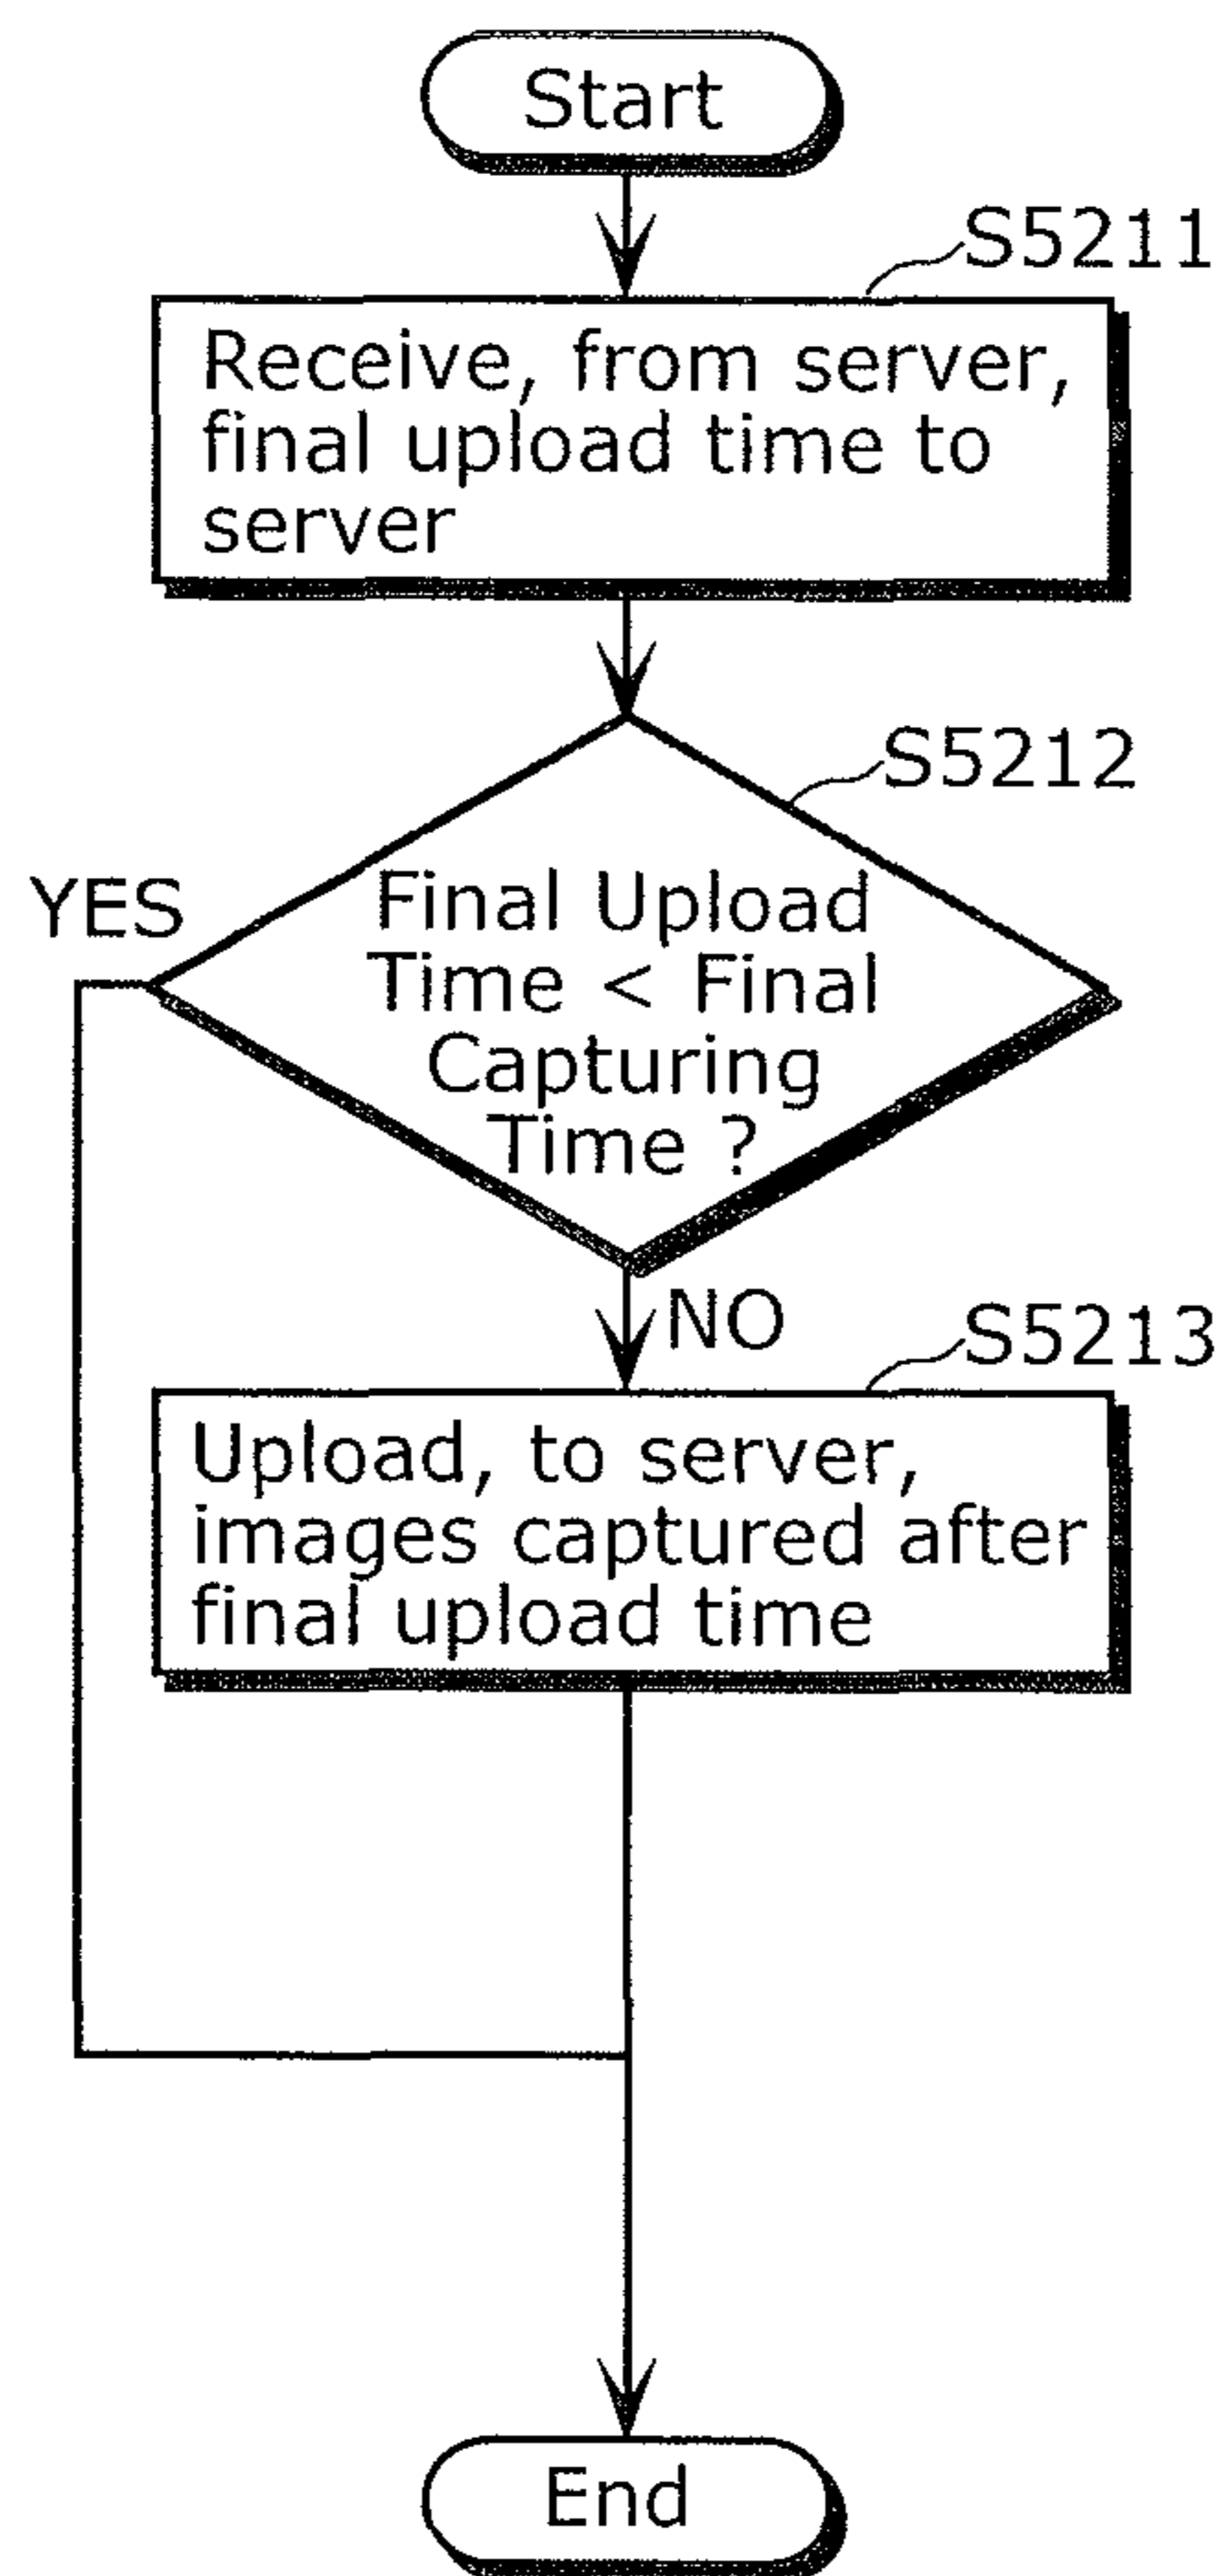 Start
S5211
Receive, from server,
final upload time to
server
S5212
YES
Final Upload
Time < Final
Capturing
Time ?
NO
S5213
Upload, to server,
images captured after
final upload time
End